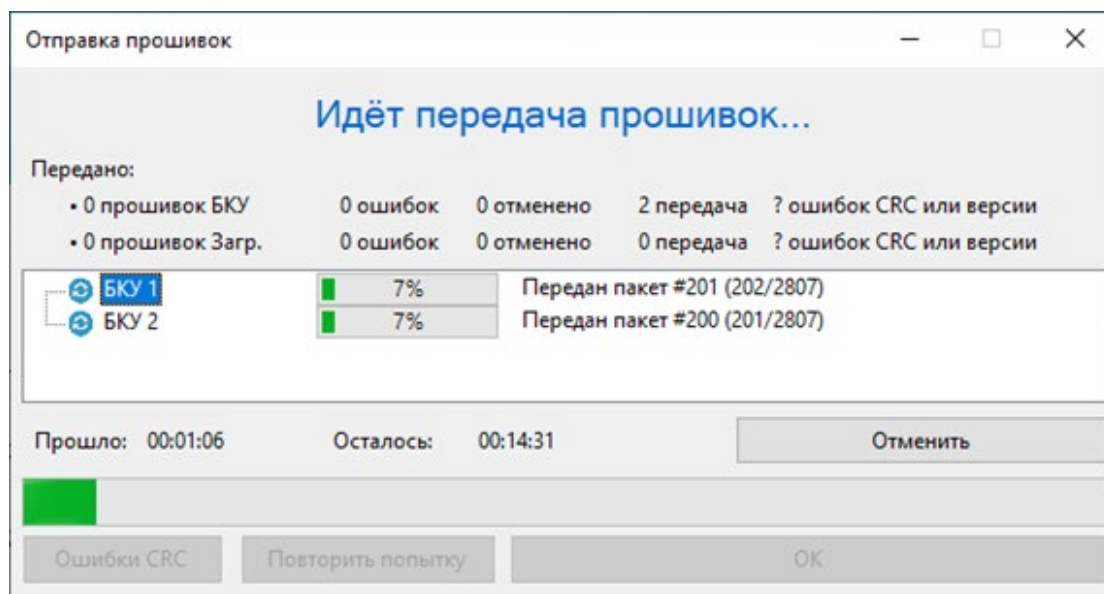 Отправка прошивок
Идёт передача прошивок...
Передано:
• 0 прошивок БКУ 0 ошибок 0 отменено 2 передача ? ошибок CRC или версии
• 0 прошивок Загр. 0 ошибок 0 отменено 0 передача ? ошибок CRC или версии
БКУ 1 7% Передан пакет #201 (202/2807)
БКУ 2 7% Передан пакет #200 (201/2807)
Прошло: 00:01:06 Осталось: 00:14:31 Отменить
Ошибки CRC Повторить попытку ОК